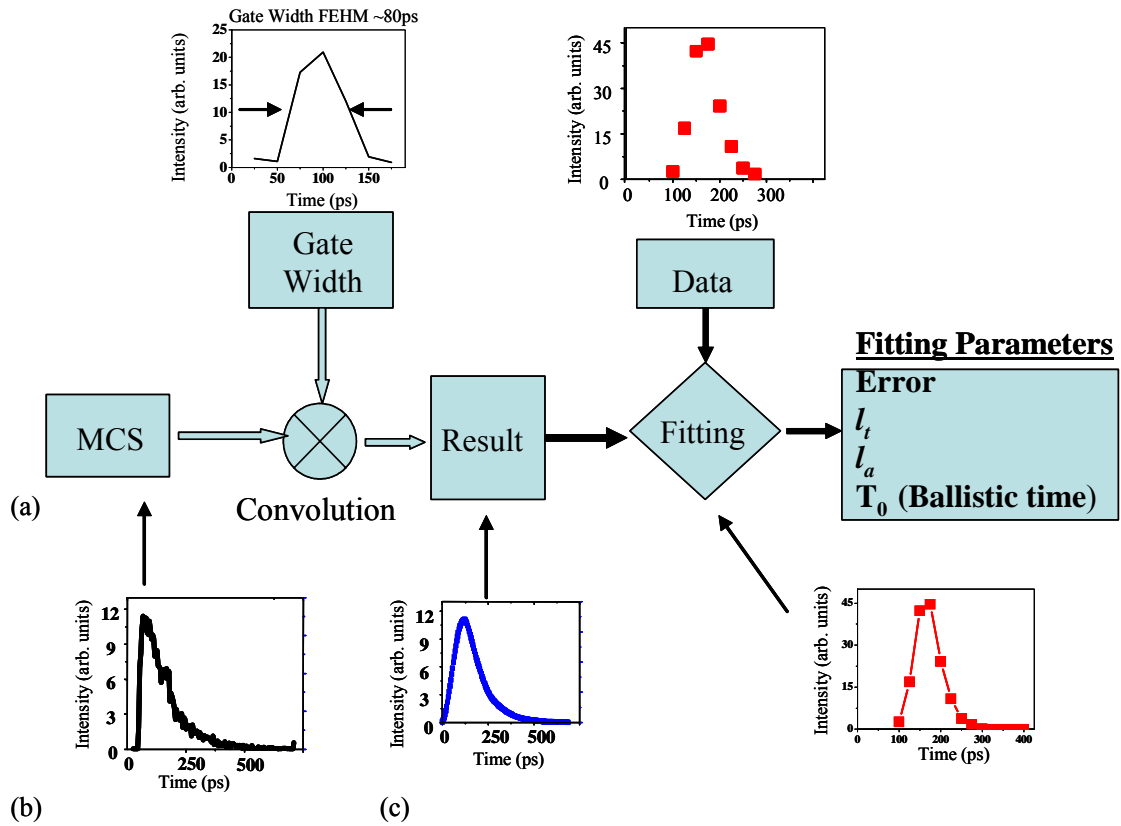 Gate Width FEHM ~80ps
Intensity (arb. units)
25
20
15
10
5
0
0 50 100 150
Time (ps)
Intensity (arb. units)
45
30
15
0
0 100 200 300
Time (ps)
Gate
Width
Data
Fitting Parameters
Error
l_t
l_a
T_0 (Ballistic time)
MCS
Result
Fitting
Convolution
(a)
Intensity (arb. units)
12
9
6
3
0
0 250 500
Time (ps)
(b)
Intensity (arb. units)
12
9
6
3
0
0 250 500
Time (ps)
(c)
Intensity (arb. units)
45
30
15
0
0 100 200 300 400
Time (ps)